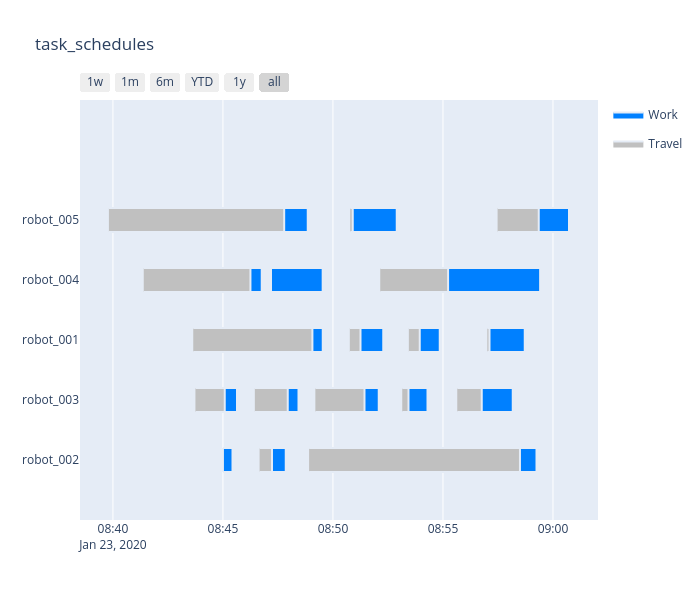 task_schedules
1w 1m 6m YTD 1y all
Work
Travel
robot_005
robot_004
robot_001
robot_003
robot_002
08:40 08:45 08:50 08:55 09:00
Jan 23, 2020